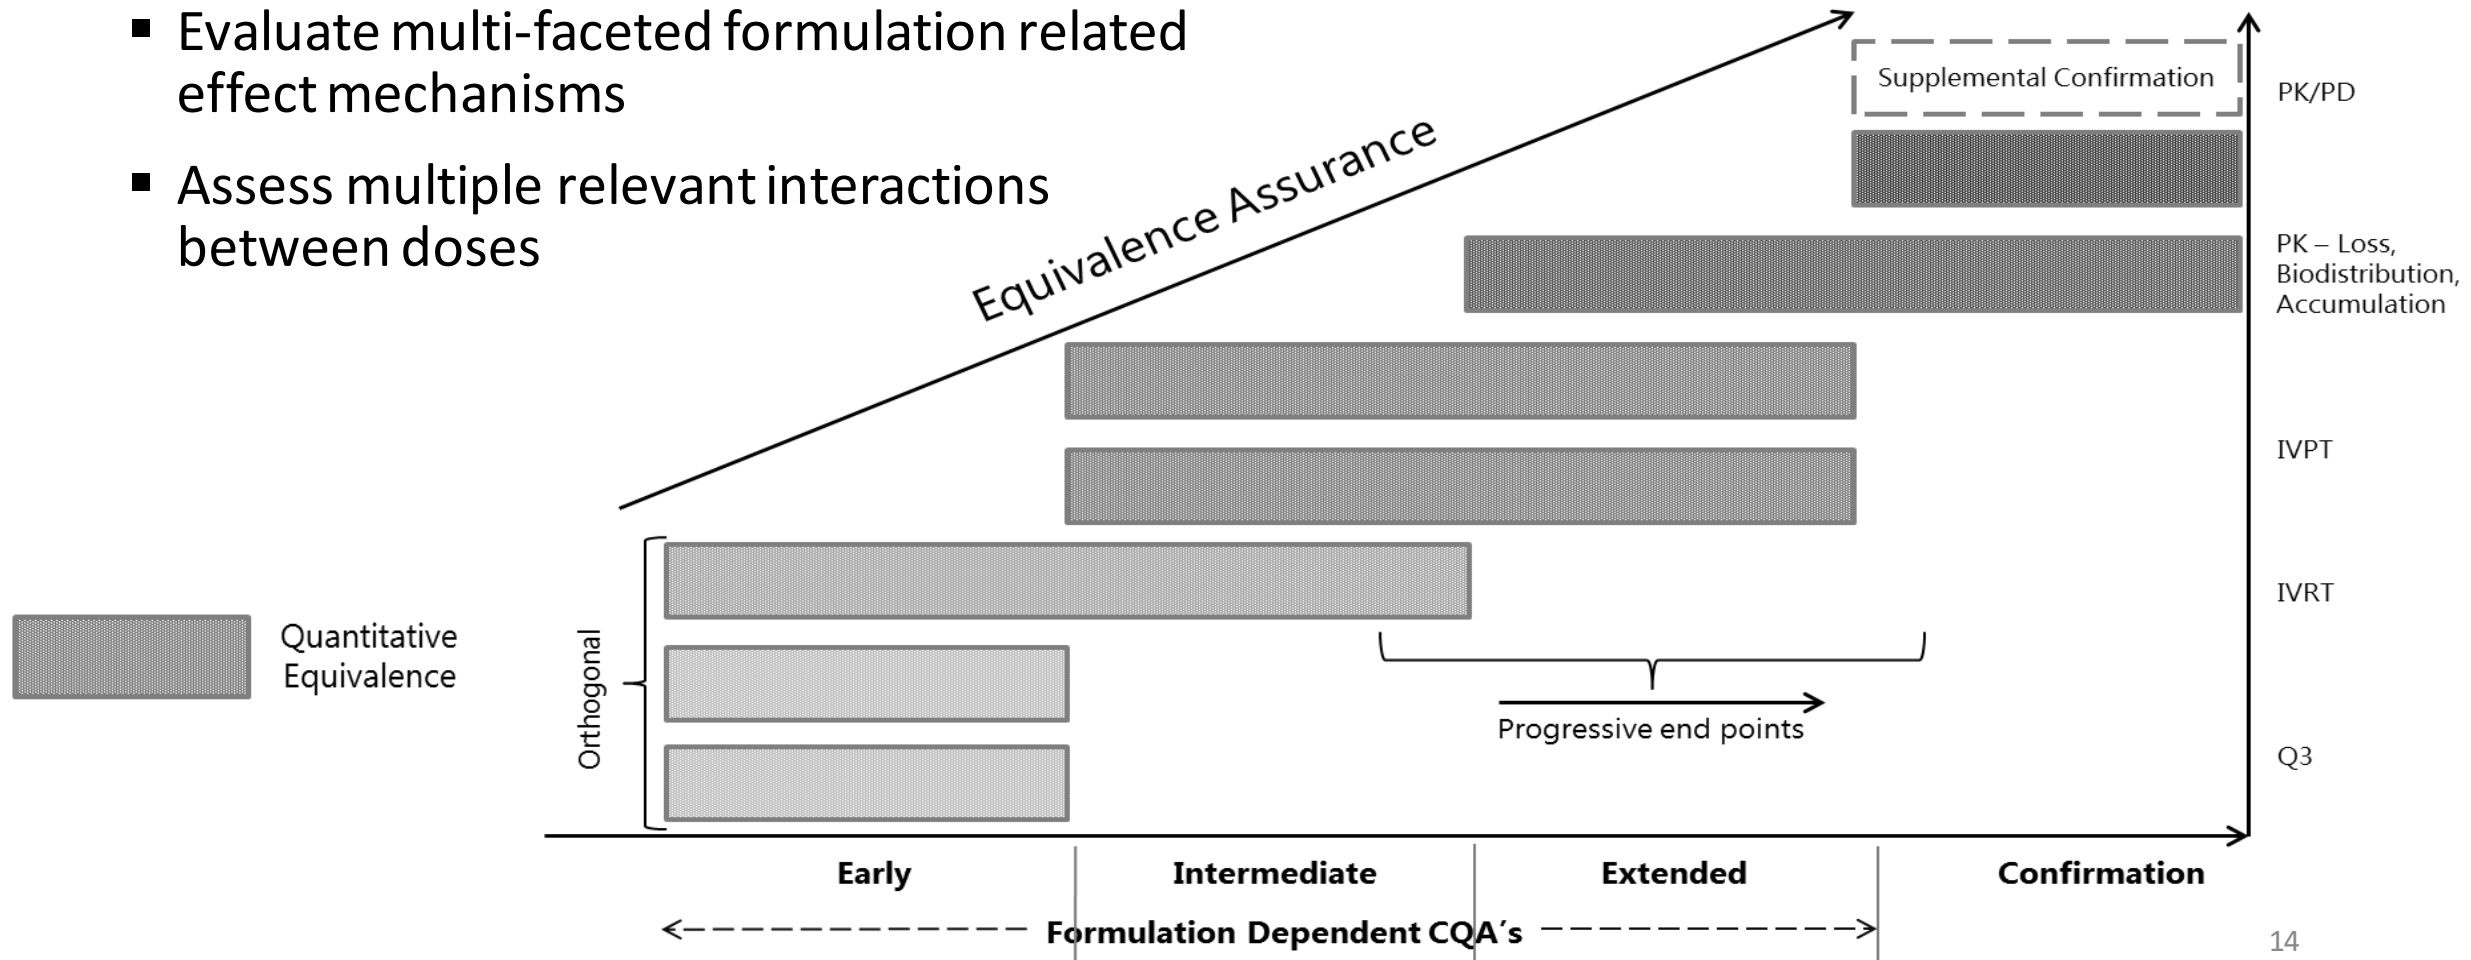 ▪ Evaluate multi-faceted formulation related
effect mechanisms
▪ Assess multiple relevant interactions
between doses
Equivalence Assurance
Supplemental Confirmation
PK/PD
PK – Loss,
Biodistribution,
Accumulation
IVPT
IVRT
Q3
Quantitative
Equivalence
Orthogonal
Progressive end points
Early
Intermediate
Extended
Confirmation
Formulation Dependent CQA´s
14